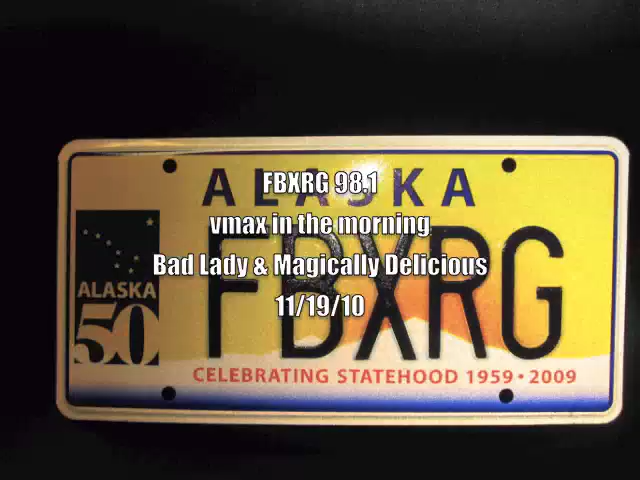 ALASKA
FBXRG 98.1
vmax in the morning
FBXRG
Bad Lady & Magically Delicious
ALASKA
50
11/19/10
CELEBRATING STATEHOOD 1959 • 2009